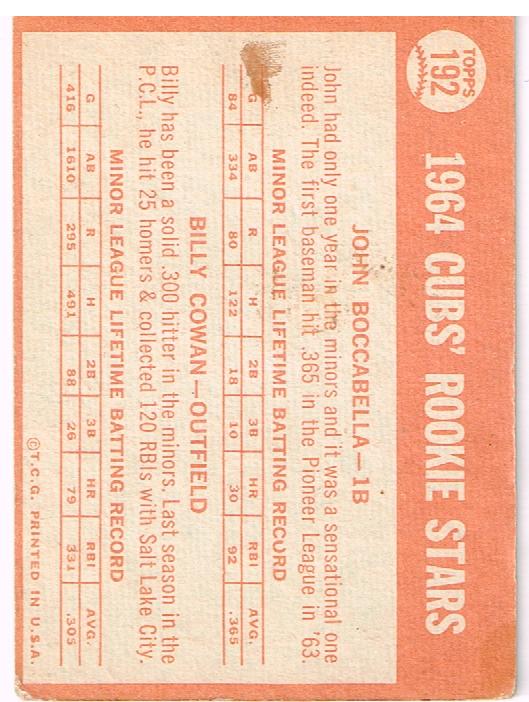 TOPPS
192
1964 CUBS' ROOKIE STARS
JOHN BOCCABELLA—1B
John had only one year in the minors and it was a sensational one
indeed. The first baseman hit .365 in the Pioneer League in '63.
MINOR LEAGUE LIFETIME BATTING RECORD
G AB R H 2B 3B HR RBI AVG.
84 334 80 122 18 10 30 92 .365
BILLY COWAN—OUTFIELD
Billy has been a solid .300 hitter in the minors. Last season in the
P.C.L., he hit 25 homers & collected 120 RBIs with Salt Lake City.
MINOR LEAGUE LIFETIME BATTING RECORD
G AB R H 2B 3B HR RBI AVG.
416 1610 295 491 88 26 79 331 .305
©T.C.G. PRINTED IN U.S.A.